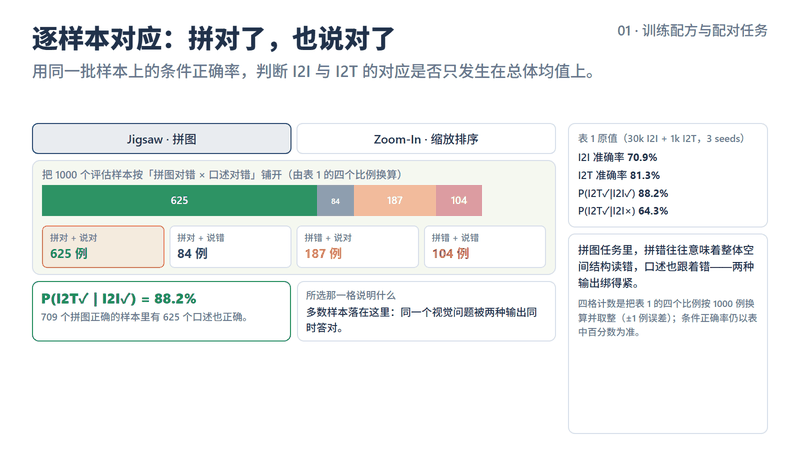 逐样本对应：拼对了，也说对了
01 · 训练配方与配对任务
用同一批样本上的条件正确率，判断 I2I 与 I2T 的对应是否只发生在总体均值上。
Jigsaw · 拼图
Zoom-In · 缩放排序
把 1000 个评估样本按「拼图对错 × 口述对错」铺开（由表 1 的四个比例换算）
625
84
187
104
拼对 + 说对
625 例
拼对 + 说错
84 例
拼错 + 说对
187 例
拼错 + 说错
104 例
P(I2T✓ | I2I✓) = 88.2%
709 个拼图正确的样本里有 625 个口述也正确。
所选那一格说明什么
多数样本落在这里：同一个视觉问题被两种输出同
时答对。
表 1 原值（30k I2I + 1k I2T，3 seeds）
I2I 准确率 70.9%
I2T 准确率 81.3%
P(I2T✓|I2I✓) 88.2%
P(I2T✓|I2I×) 64.3%
拼图任务里，拼错往往意味着整体空
间结构读错，口述也跟着错——两种
输出绑得紧。
四格计数是把表 1 的四个比例按 1000 例换
算并取整（±1 例误差）；条件正确率仍以表
中百分数为准。